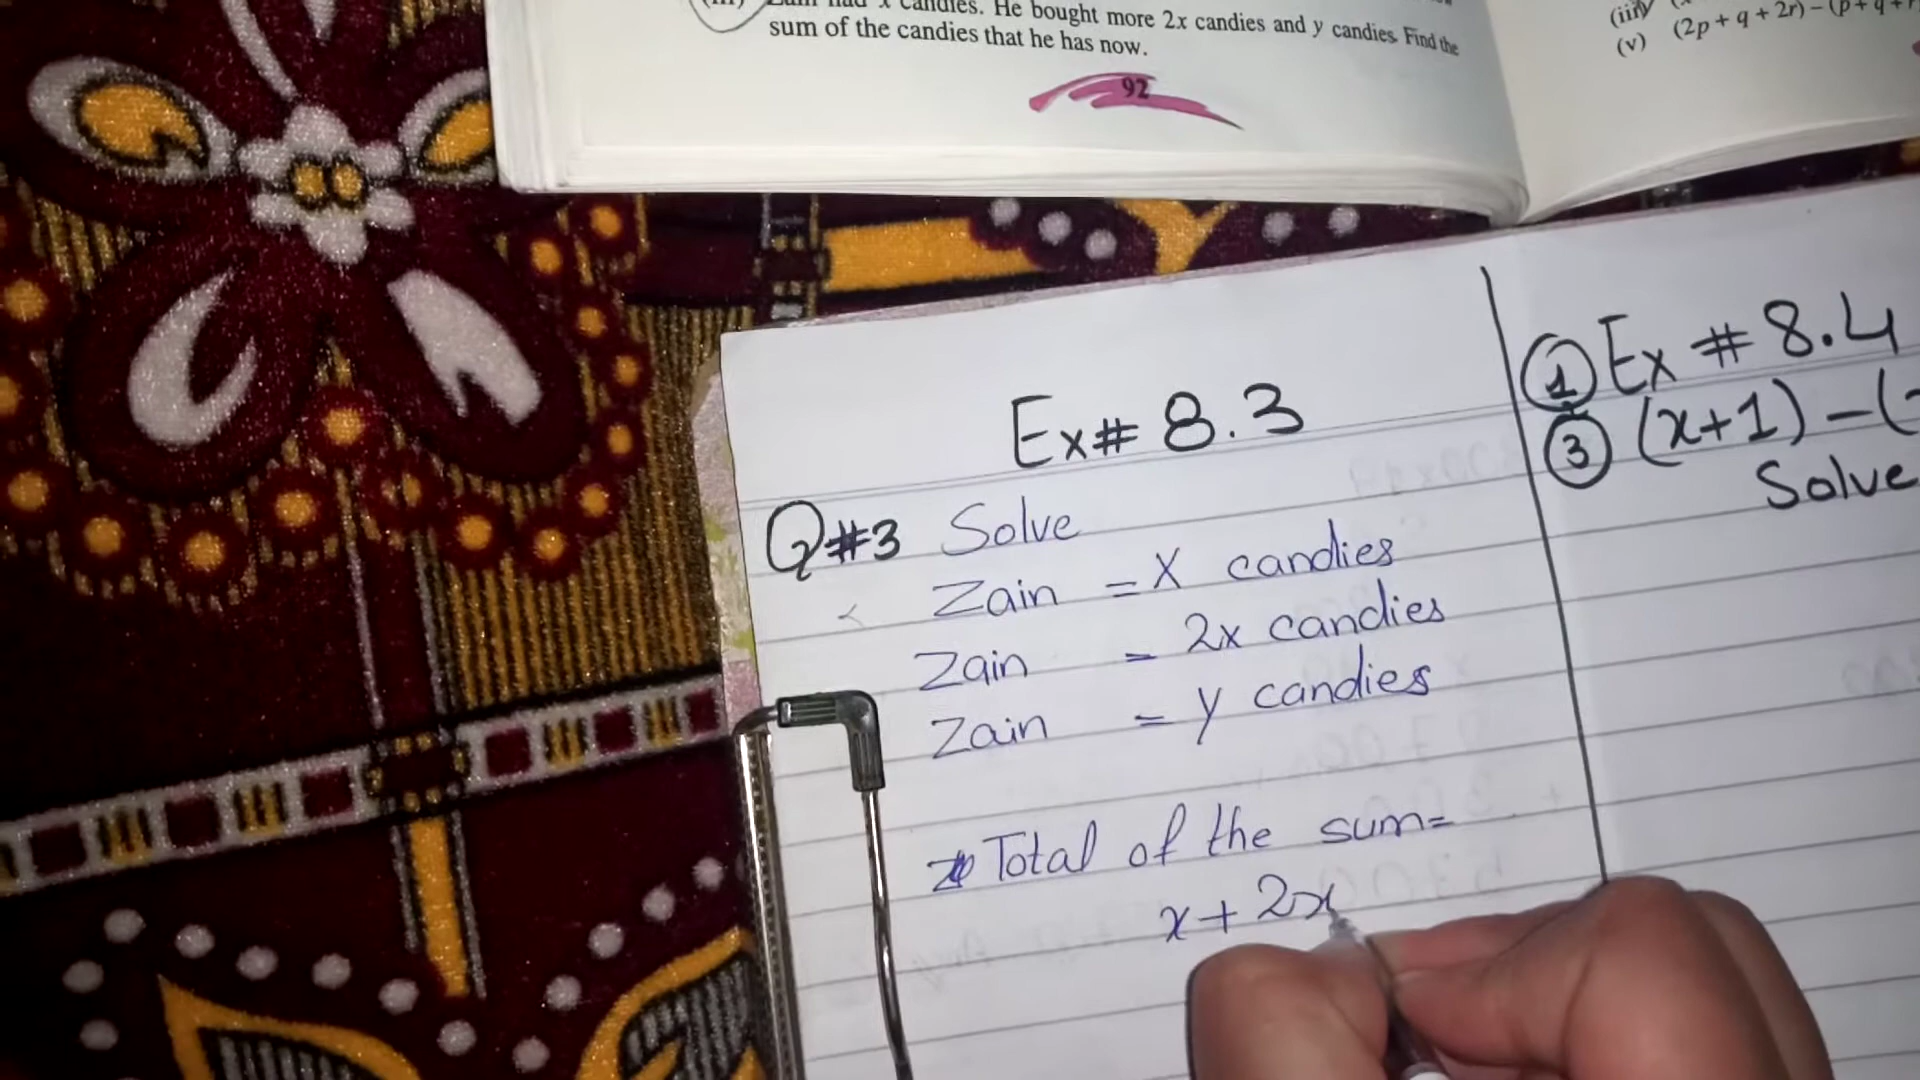 x candies. He bought more 2x candies and y candies. Find the
sum of the candies that he has now.
92
(iii)
(v) (2p + q + 2r) – (p + q +
Ex# 8.3
Q#3 Solve
Zain = x candies
Zain = 2x candies
Zain = y candies
Total of the sum=
x + 2x
① Ex # 8.4
③ (x+1) – (
Solve